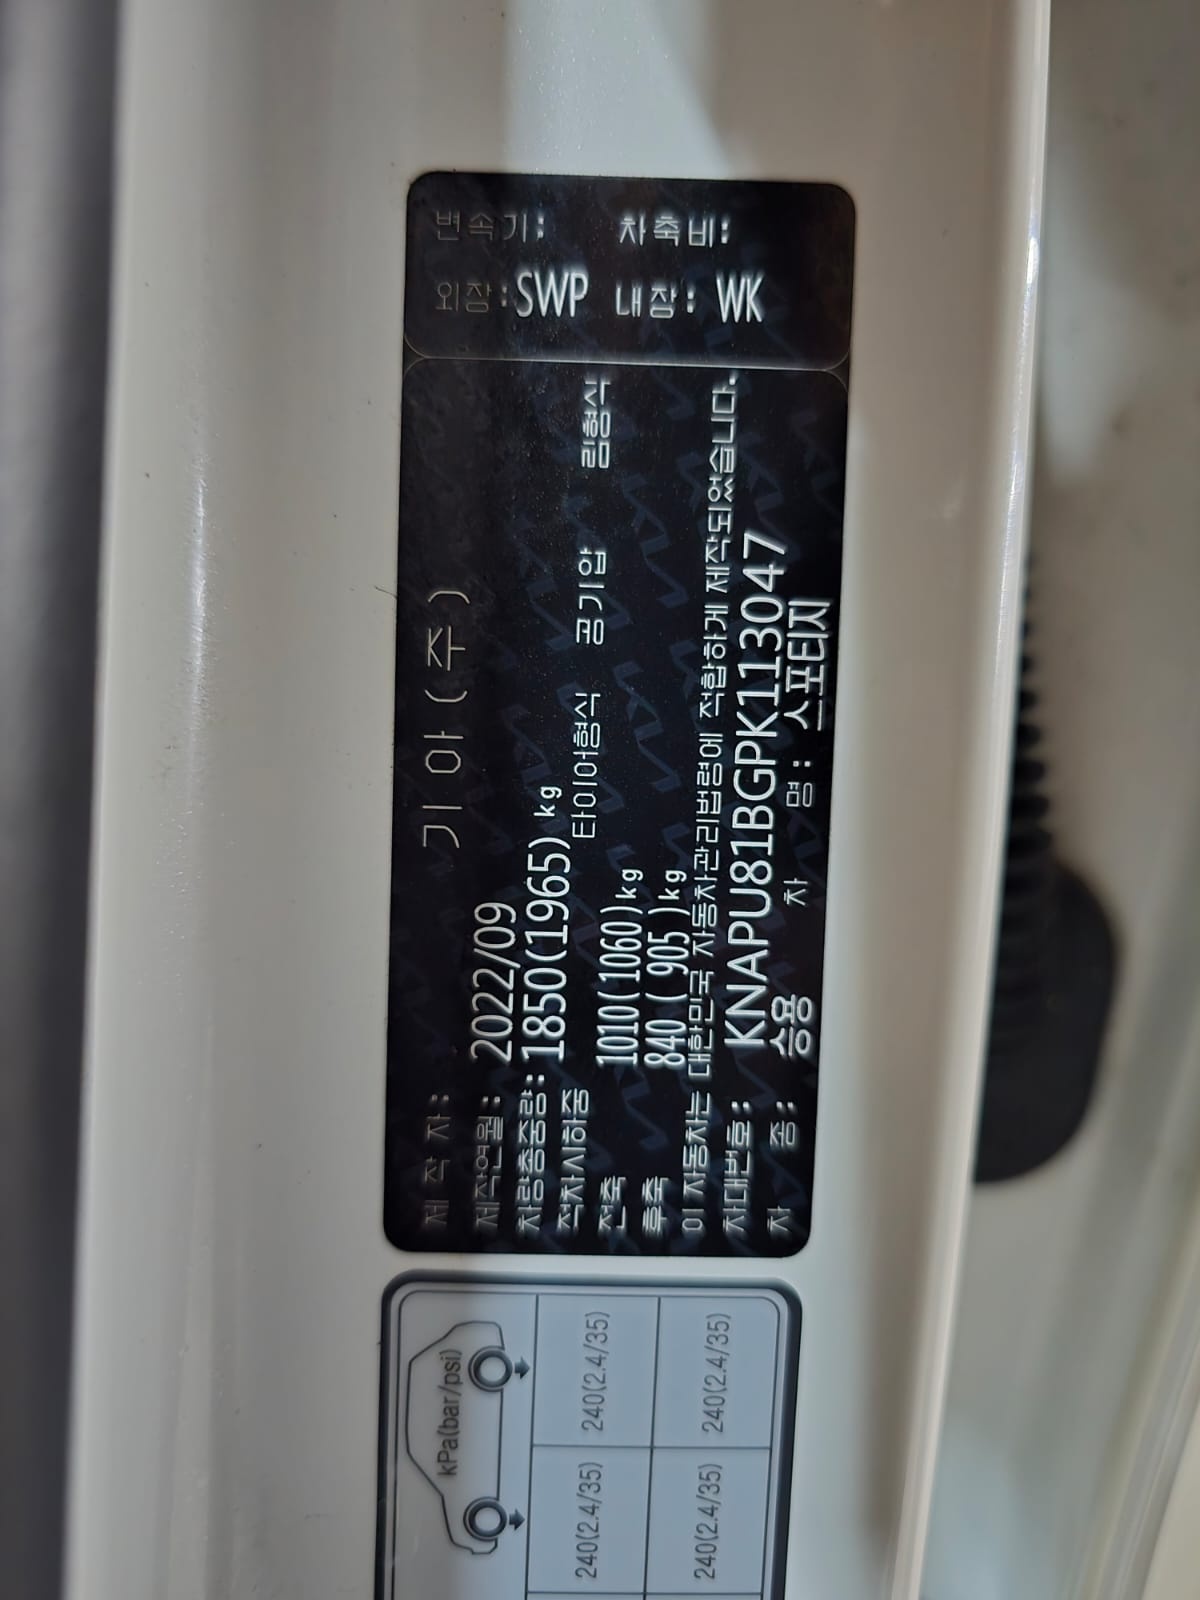 변속기: 차축비:
외장:SWP 내장: WK
제 작 자: 기아(주)
제작연월: 2022/09
차량총중량: 1850(1965) kg
적차시하중 타이어형식 공기압 림형식
전축 1010(1060)kg
후축 840( 905 )kg
이 자동차는 대한민국 자동차관리법령에 적합하게 제작되었습니다.
차대번호: KNAPU81BGPK113047
차 종: 승용 차 명: 스포티지
kPa(bar/psi)
240(2.4/35) 240(2.4/35)
240(2.4/35) 240(2.4/35)